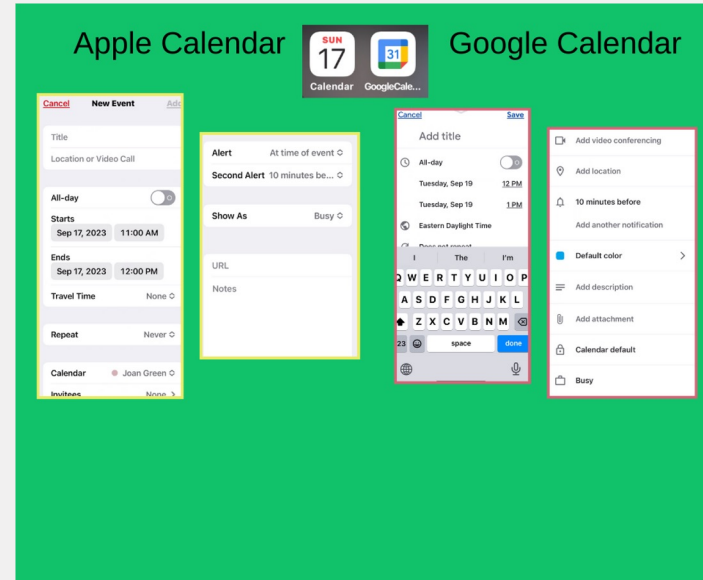 Apple Calendar
SUN
17
Calendar
31
GoogleCale...
Google Calendar
Cancel New Event Add
Title
Location or Video Call
All-day
Starts
Sep 17, 2023 11:00 AM
Ends
Sep 17, 2023 12:00 PM
Travel Time None
Repeat Never
Calendar Joan Green
Invitees None
Alert At time of event
Second Alert 10 minutes be...
Show As Busy
URL
Notes
Cancel Save
Add title
All-day
Tuesday, Sep 19 12 PM
Tuesday, Sep 19 1 PM
Eastern Daylight Time
Does not repeat
I The I'm
Q W E R T Y U I O P
A S D F G H J K L
Z X C V B N M
23 space done
Add video conferencing
Add location
10 minutes before
Add another notification
Default color
Add description
Add attachment
Calendar default
Busy